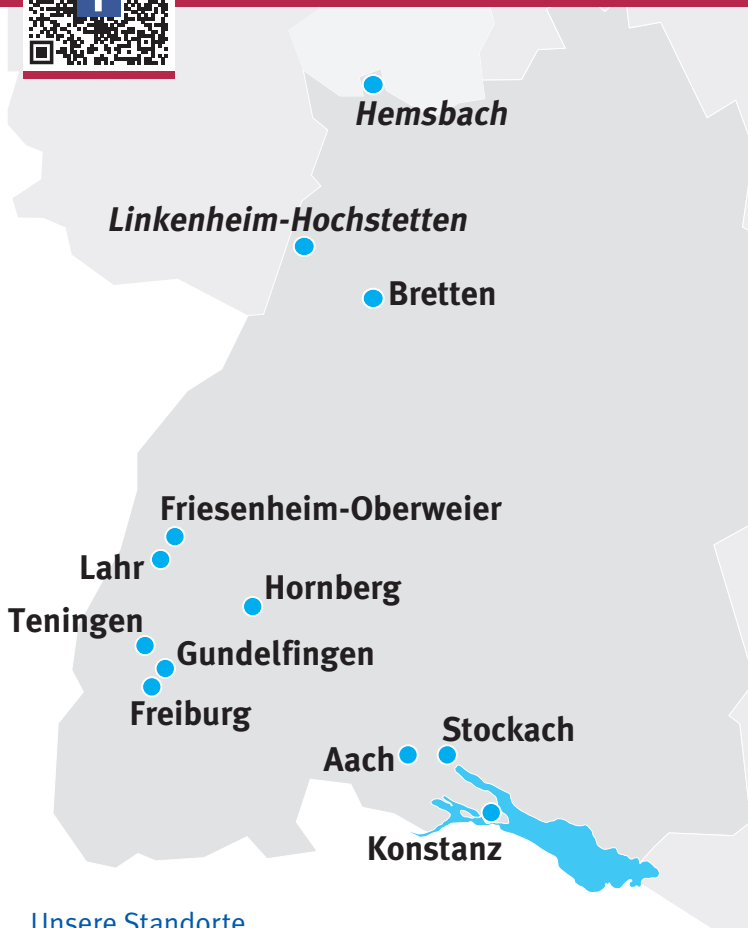 Hemsbach
Linkenheim-Hochstetten
Bretten
Friesenheim-Oberweier
Lahr
Hornberg
Teningen
Gundelfingen
Freiburg
Stockach
Aach
Konstanz
Unsere Standorte